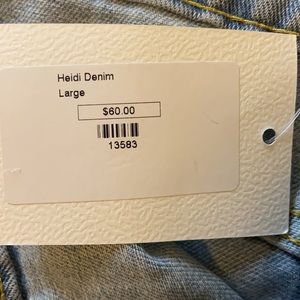 Heidi Denim
Large
$60.00
13583